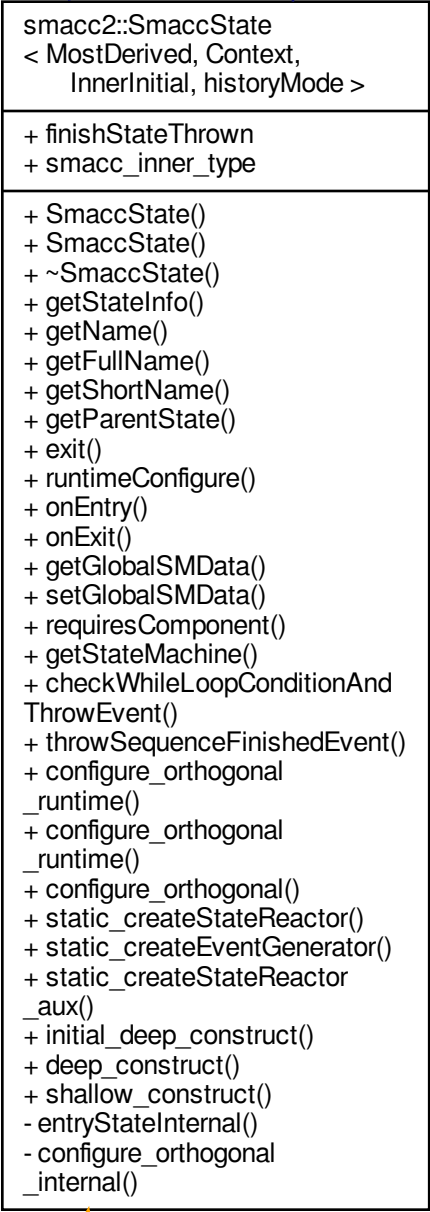 smacc2::SmaccState
< MostDerived, Context,
InnerInitial, historyMode >
+ finishStateThrown
+ smacc_inner_type
+ SmaccState()
+ SmaccState()
+ ~SmaccState()
+ getStateInfo()
+ getName()
+ getFullName()
+ getShortName()
+ getParentState()
+ exit()
+ runtimeConfigure()
+ onEntry()
+ onExit()
+ getGlobalSMData()
+ setGlobalSMData()
+ requiresComponent()
+ getStateMachine()
+ checkWhileLoopConditionAnd
ThrowEvent()
+ throwSequenceFinishedEvent()
+ configure_orthogonal
_runtime()
+ configure_orthogonal
_runtime()
+ configure_orthogonal()
+ static_createStateReactor()
+ static_createEventGenerator()
+ static_createStateReactor
_aux()
+ initial_deep_construct()
+ deep_construct()
+ shallow_construct()
- entryStateInternal()
- configure_orthogonal
_internal()